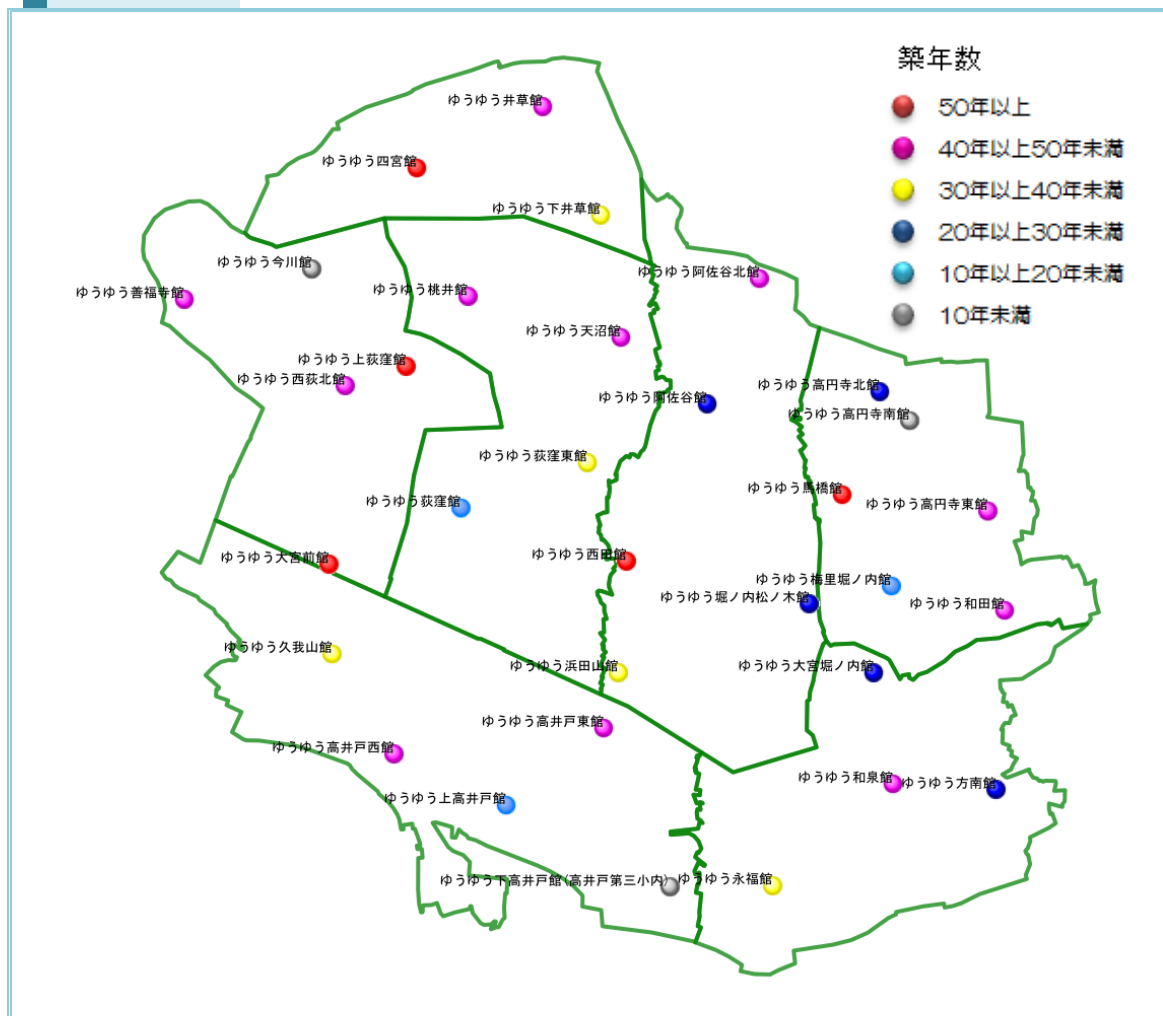 築年数
50年以上
40年以上50年未満
30年以上40年未満
20年以上30年未満
10年以上20年未満
10年未満
ゆうゆう井草館
ゆうゆう四宮館
ゆうゆう下井草館
ゆうゆう今川館
ゆうゆう阿佐谷北館
ゆうゆう善福寺館
ゆうゆう桃井館
ゆうゆう天沼館
ゆうゆう上荻窪館
ゆうゆう西荻北館
ゆうゆう高円寺北館
ゆうゆう阿佐谷館
ゆうゆう高円寺南館
ゆうゆう荻窪東館
ゆうゆう馬橋館
ゆうゆう荻窪館
ゆうゆう高円寺東館
ゆうゆう大宮前館
ゆうゆう西田館
ゆうゆう梅里堀ノ内館
ゆうゆう堀ノ内松ノ木館
ゆうゆう和田館
ゆうゆう久我山館
ゆうゆう浜田山館
ゆうゆう大宮堀ノ内館
ゆうゆう高井戸東館
ゆうゆう高井戸西館
ゆうゆう和泉館
ゆうゆう方南館
ゆうゆう上高井戸館
ゆうゆう下高井戸館(高井戸第三小内)
ゆうゆう永福館